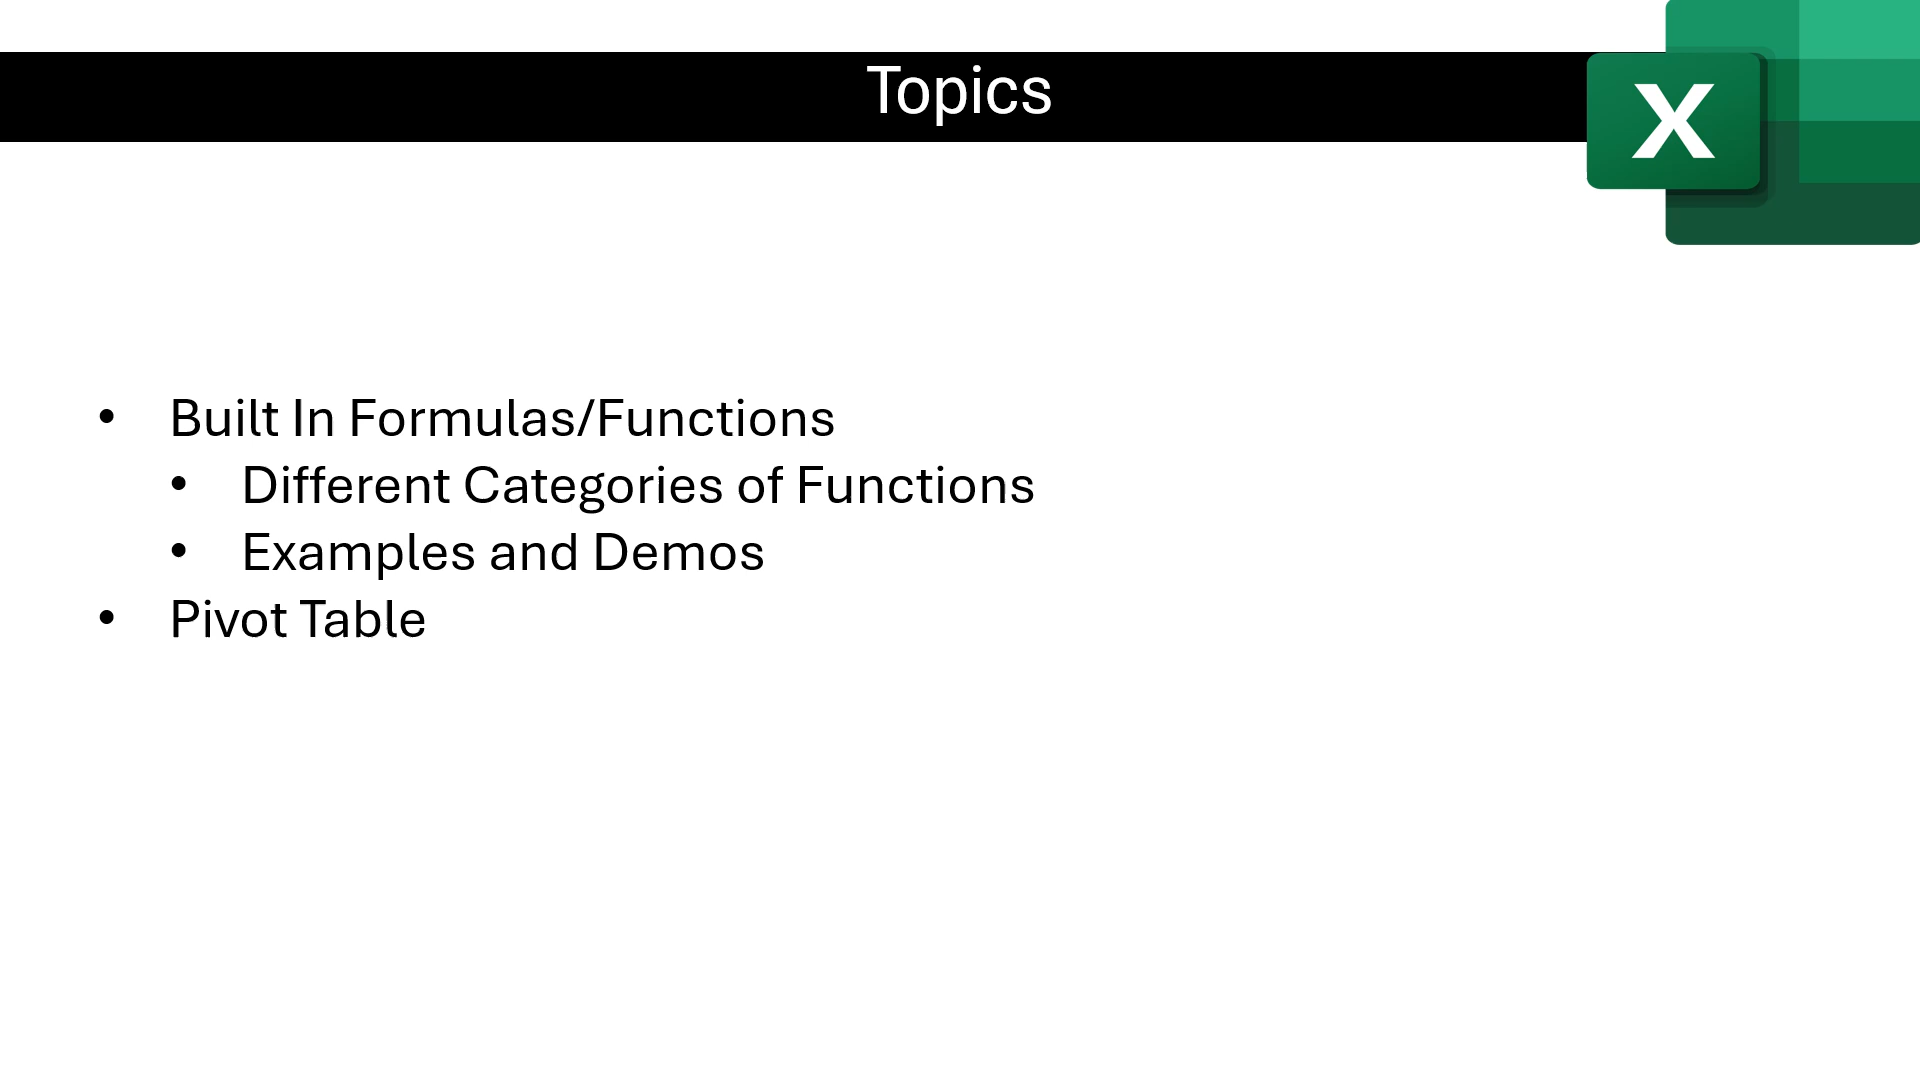 Topics
X
• Built In Formulas/Functions
• Different Categories of Functions
• Examples and Demos
• Pivot Table